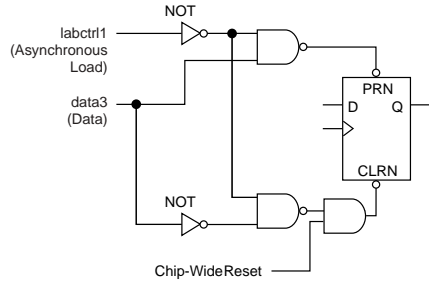 NOT
labctrl1
(Asynchronous
Load)
PRN
D
Q
data3
(Data)
CLRN
NOT
Chip-WideReset